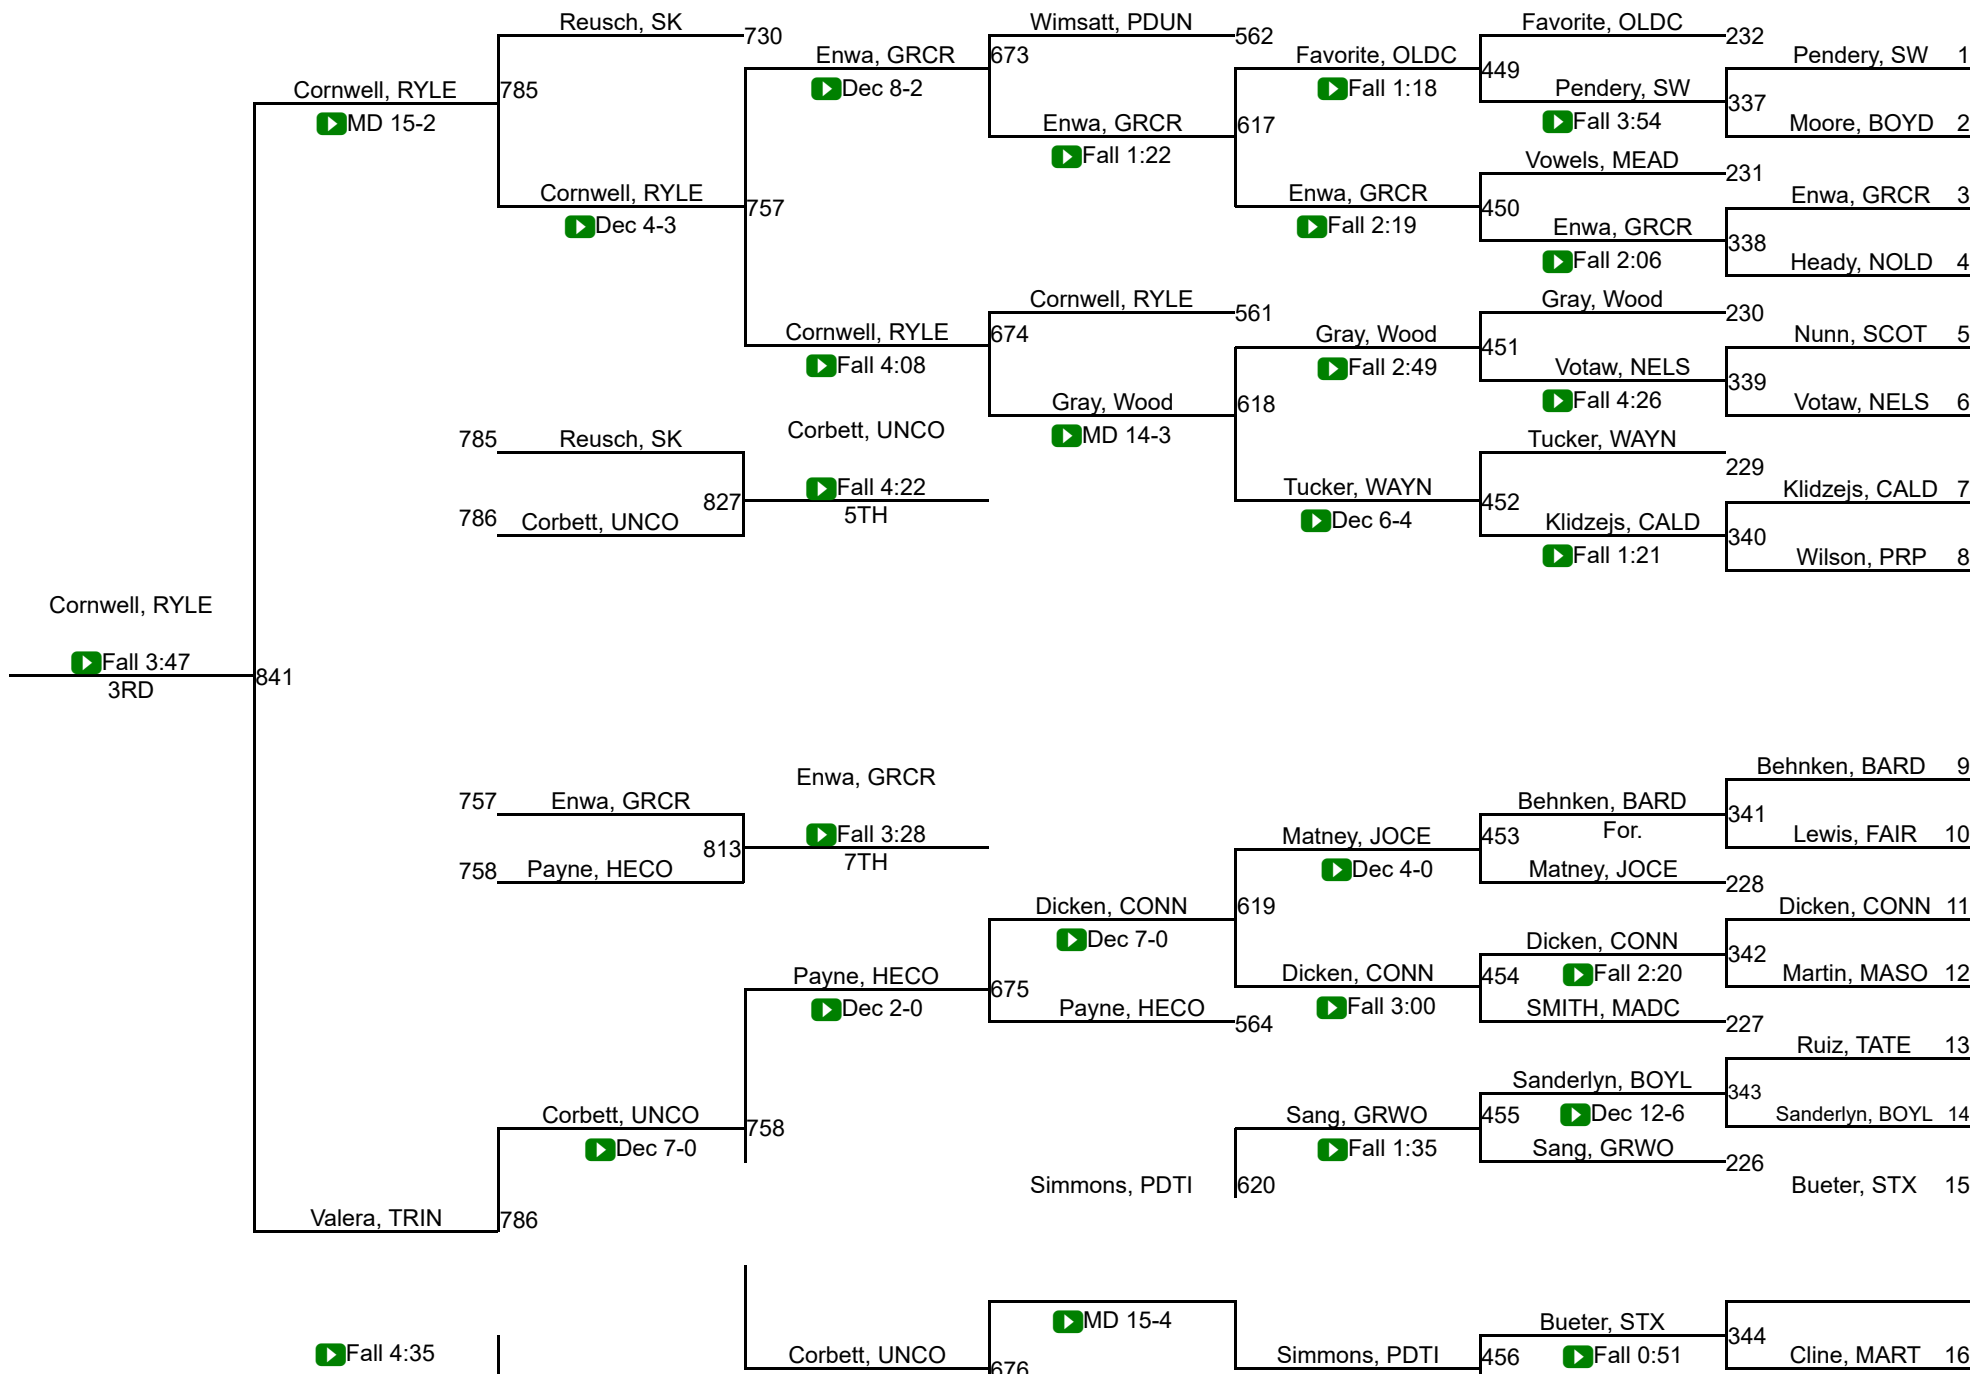 Reusch, SK
Wimsatt, PDUN
Favorite, OLDC
730
562
232
Enwa, GRCR
673
Favorite, OLDC
Pendery, SW 1
449
Cornwell, RYLE
785
Dec 8-2
Fall 1:18
Pendery, SW
337
MD 15-2
Enwa, GRCR
617
Fall 3:54
Moore, BOYD 2
Fall 1:22
Vowels, MEAD
231
Cornwell, RYLE
757
Enwa, GRCR
450
Enwa, GRCR 3
Dec 4-3
Fall 2:19
Enwa, GRCR
338
Fall 2:06
Heady, NOLD 4
Cornwell, RYLE
561
Gray, Wood
230
Cornwell, RYLE
674
Gray, Wood
451
Nunn, SCOT 5
Fall 4:08
Fall 2:49
Votaw, NELS
339
Gray, Wood
618
Fall 4:26
Votaw, NELS 6
785
Reusch, SK
Corbett, UNCO
MD 14-3
Tucker, WAYN
229
827
Fall 4:22
5TH
Tucker, WAYN
452
Klidzejs, CALD 7
786
Corbett, UNCO
Dec 6-4
Klidzejs, CALD
340
Fall 1:21
Wilson, PRP 8
Cornwell, RYLE
Fall 3:47
3RD
841
Behnken, BARD 9
Enwa, GRCR
757
Enwa, GRCR
Behnken, BARD
341
813
Fall 3:28
7TH
Matney, JOCE
453
For.
Lewis, FAIR 10
758
Payne, HECO
Dec 4-0
Matney, JOCE
228
Dicken, CONN
619
Dicken, CONN 11
Dec 7-0
Dicken, CONN
342
Payne, HECO
675
Dicken, CONN
454
Fall 2:20
Martin, MASO 12
Dec 2-0
Payne, HECO
564
Fall 3:00
SMITH, MADC
227
Ruiz, TATE 13
Sanderlyn, BOYL
343
Corbett, UNCO
758
Sang, GRWO
455
Dec 12-6
Sanderlyn, BOYL 14
Dec 7-0
Fall 1:35
Sang, GRWO
226
Simmons, PDTI
620
Bueter, STX 15
Valera, TRIN
786
MD 15-4
Bueter, STX
344
Fall 4:35
Corbett, UNCO
676
Simmons, PDTI
456
Fall 0:51
Cline, MART 16